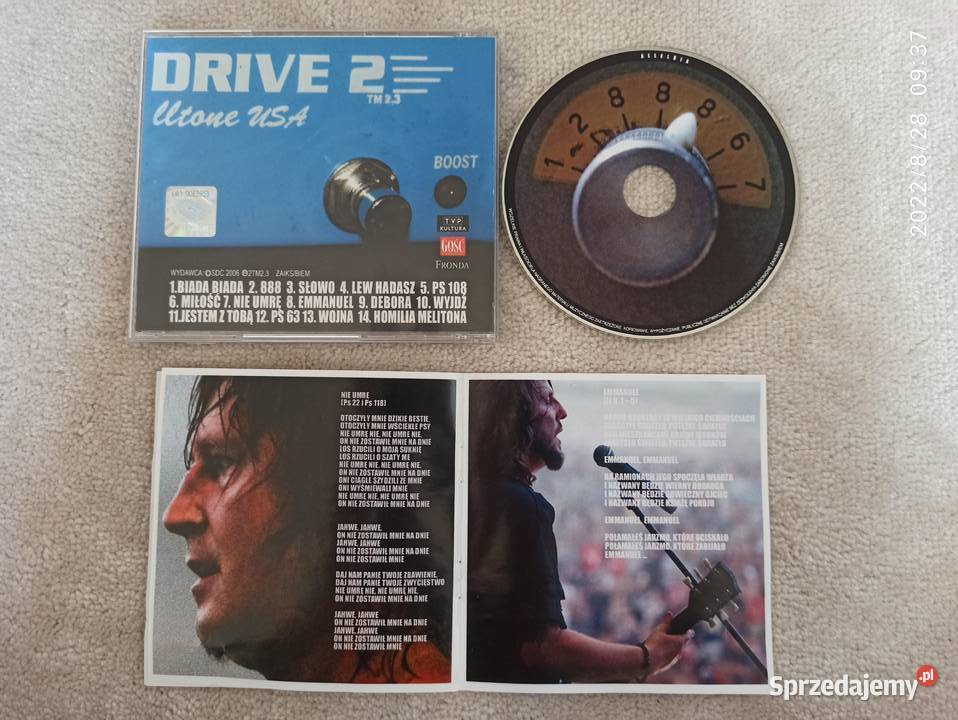 DRIVE 2
TM 2.3
Utone USA
BOOST
TVP
KULTURA
GOŚĆ
FRONDA
WYDAWCA: ℗SDC 2006 ©2TM2,3 ZAIKS/BIEM
1.BIADA BIADA 2. 888 3. SŁOWO 4. LEW HADASZ 5. PS 108
6. MIŁOŚĆ 7. NIE UMRĘ 8. EMMANUEL 9. DEBORA 10. WYJDŹ
11.JESTEM Z TOBĄ 12. PS 63 13. WOJNA 14. HOMILIA MELITONA
1 2 8 8 8 6 7
2022/8/28 09:37
NIE UMRĘ
(Ps 22 i Ps 118)
OTOCZYŁY MNIE DZIKIE BESTIE,
OTOCZYŁY MNIE WŚCIEKŁE PSY
NIE UMRĘ NIE, NIE UMRĘ NIE,
ON NIE ZOSTAWIŁ MNIE NA DNIE
LOS RZUCILI O MOJĄ SUKNIĘ
LOS RZUCILI O SZATY ME
NIE UMRĘ NIE, NIE UMRĘ NIE,
ON NIE ZOSTAWIŁ MNIE NA DNIE
ONI CIĄGLE SZYDZILI ZE MNIE
ONI WYŚMIEWALI MNIE
NIE UMRĘ NIE, NIE UMRĘ NIE
ON NIE ZOSTAWIŁ MNIE NA DNIE
JAHWE, JAHWE,
ON NIE ZOSTAWIŁ MNIE NA DNIE
JAHWE, JAHWE
ON NIE ZOSTAWIŁ MNIE NA DNIE
ON NIE ZOSTAWIŁ MNIE
DAJ NAM PANIE TWOJE ZBAWIENIE,
DAJ NAM PANIE TWOJE ZWYCIĘSTWO
NIE UMRĘ NIE, NIE UMRĘ NIE,
ON NIE ZOSTAWIŁ MNIE NA DNIE
JAHWE, JAHWE
ON NIE ZOSTAWIŁ MNIE NA DNIE
JAHWE, JAHWE,
ON NIE ZOSTAWIŁ MNIE NA DNIE
ON NIE ZOSTAWIŁ MNIE
EMMANUEL
EMMANUEL, EMMANUEL
NA RAMIONACH JEGO SPOCZĘŁA WŁADZA
I NAZWANY BĘDZIE WIERNY DORADCA
I NAZWANY BĘDZIE ODWIECZNY OJCIEC
I NAZWANY BĘDZIE KSIĄŻĘ POKOJU
EMMANUEL, EMMANUEL
POŁAMAŁEŚ JARZMO, KTÓRE UCISKAŁO
POŁAMAŁEŚ JARZMO, KTÓRE ZABIJAŁO
EMMANUEL...
Sprzedajemy.pl